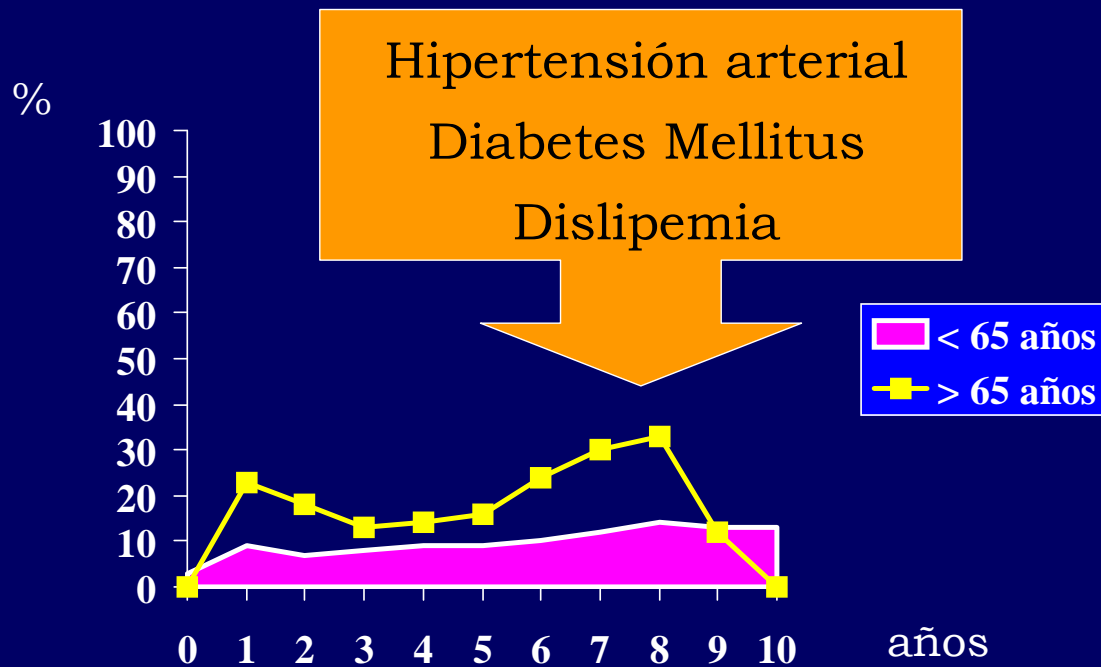 Hipertensión arterial
Diabetes Mellitus
Dislipemia
%
100
90
80
70
60
50
40
30
20
10
0
0 1 2 3 4 5 6 7 8 9 10
años
< 65 años
> 65 años